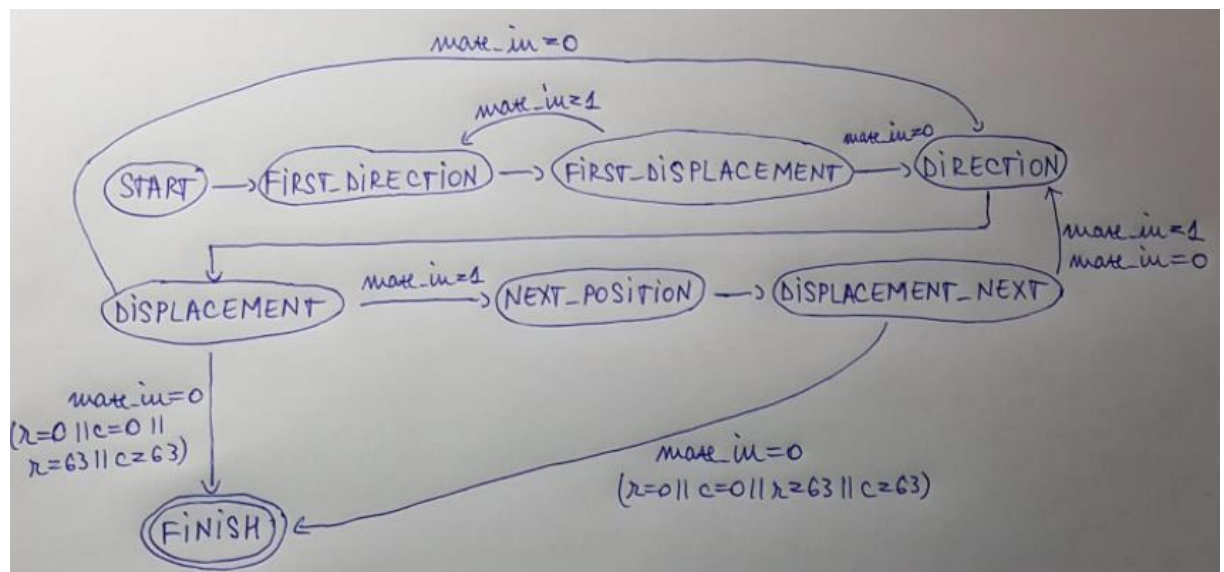 maze_in=0
maze_in=1
maze_in=0
START
FIRST_DIRECTION
FIRST_DISPLACEMENT
DIRECTION
maze_in=1
maze_in=0
maze_in=1
DISPLACEMENT
NEXT_POSITION
DISPLACEMENT_NEXT
maze_in=0
(r=0 || c=0 ||
r=63 || c=63)
maze_in=0
(r=0 || c=0 || r=63 || c=63)
FINISH